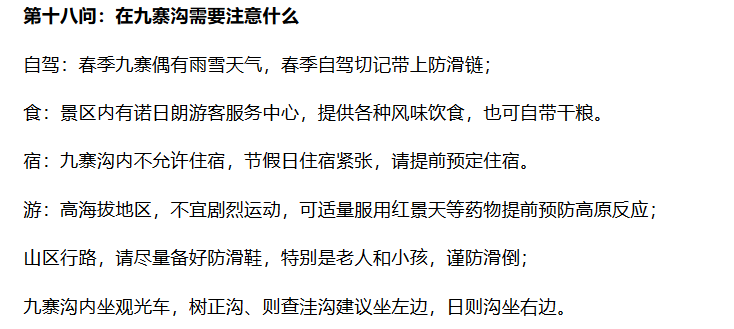 第十八问：在九寨沟需要注意什么
自驾：春季九寨偶有雨雪天气，春季自驾切记带上防滑链；
食：景区内有诺日朗游客服务中心，提供各种风味饮食，也可自带干粮。
宿：九寨沟内不允许住宿，节假日住宿紧张，请提前预定住宿。
游：高海拔地区，不宜剧烈运动，可适量服用红景天等药物提前预防高原反应；
山区行路，请尽量备好防滑鞋，特别是老人和小孩，谨防滑倒；
九寨沟内坐观光车，树正沟、则查洼沟建议坐左边，日则沟坐右边。